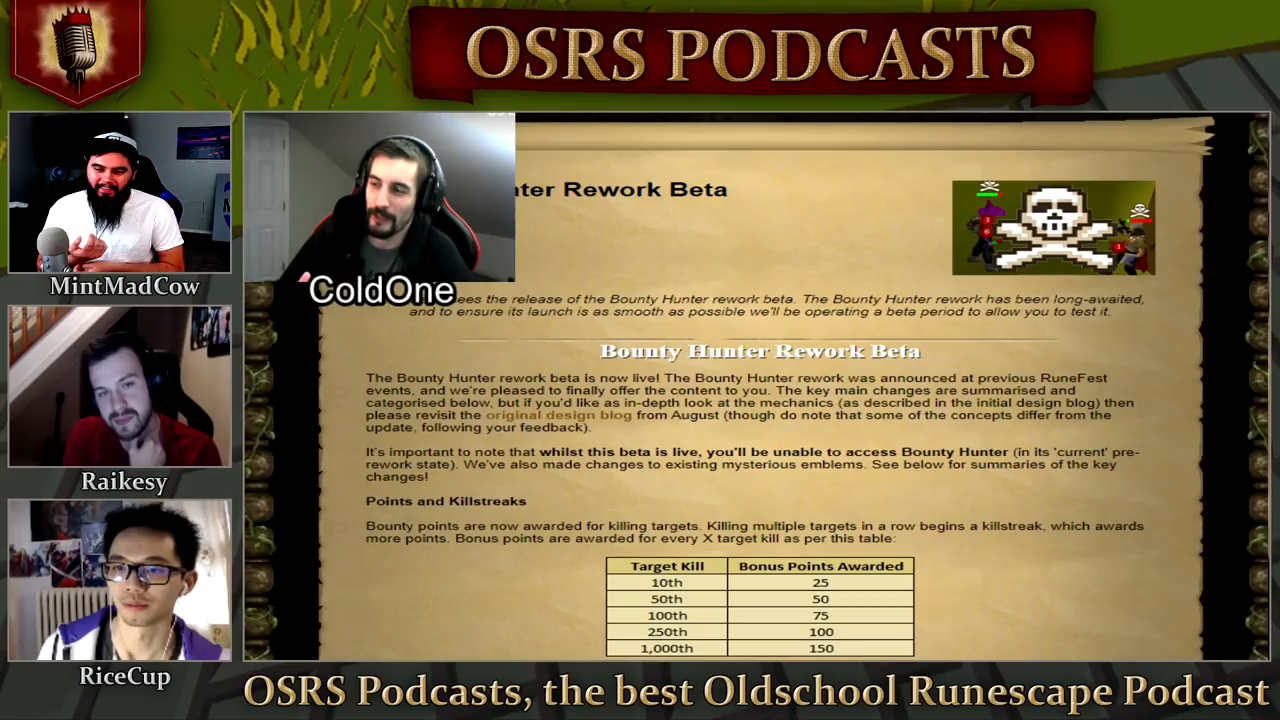 OSRS PODCASTS
nter Rework Beta
ColdOne
MintMadCow
Raikesy
RiceCup
ees the release of the Bounty Hunter rework beta. The Bounty Hunter rework has been long-awaited,
and to ensure its launch is as smooth as possible we'll be operating a beta period to allow you to test it.
Bounty Hunter Rework Beta
The Bounty Hunter rework beta is now live! The Bounty Hunter rework was announced at previous RuneFest
events, and we're pleased to finally offer the content to you. The key main changes are summarised and
categorised below, but if you'd like as in-depth look at the mechanics (as described in the initial design blog) then
please revisit the original design blog from August (though do note that some of the concepts differ from the
update, following your feedback).
It's important to note that whilst this beta is live, you'll be unable to access Bounty Hunter (in its 'current' pre-
rework state). We've also made changes to existing mysterious emblems. See below for summaries of the key
changes!
Points and Killstreaks
Bounty points are now awarded for killing targets. Killing multiple targets in a row begins a killstreak, which awards
more points. Bonus points are awarded for every X target kill as per this table:
Target Kill Bonus Points Awarded
10th 25
50th 50
100th 75
250th 100
1,000th 150
OSRS Podcasts, the best Oldschool Runescape Podcast